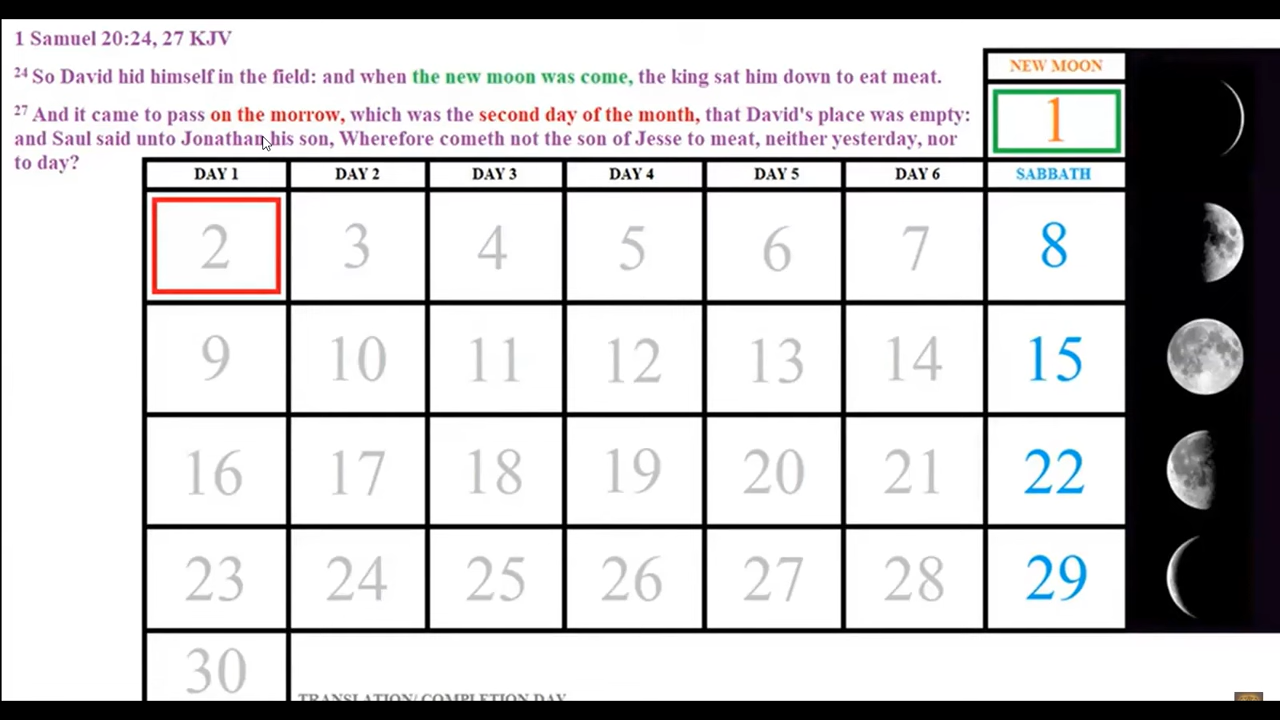 1 Samuel 20:24, 27 KJV
24 So David hid himself in the field: and when the new moon was come, the king sat him down to eat meat.
27 And it came to pass on the morrow, which was the second day of the month, that David's place was empty:
and Saul said unto Jonathan his son, Wherefore cometh not the son of Jesse to meat, neither yesterday, nor
to day?
NEW MOON
1
DAY 1 DAY 2 DAY 3 DAY 4 DAY 5 DAY 6 SABBATH
2 3 4 5 6 7 8
9 10 11 12 13 14 15
16 17 18 19 20 21 22
23 24 25 26 27 28 29
30
TRANSLATION/ COMPLETION DAY